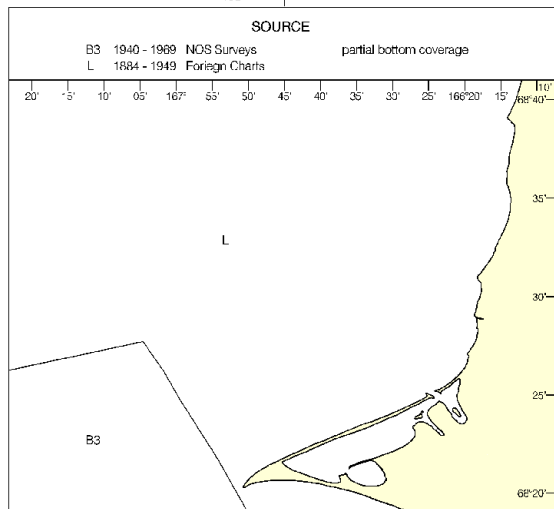 SOURCE
B3 1940 - 1969 NOS Surveys partial bottom coverage
L 1884 - 1949 Foriegn Charts
20' 15' 10' 05' 167° 55' 50' 45' 40' 35' 30' 25' 166°20' 15' 10'
68°40'
35'
L
30'
25'
B3
68°20'